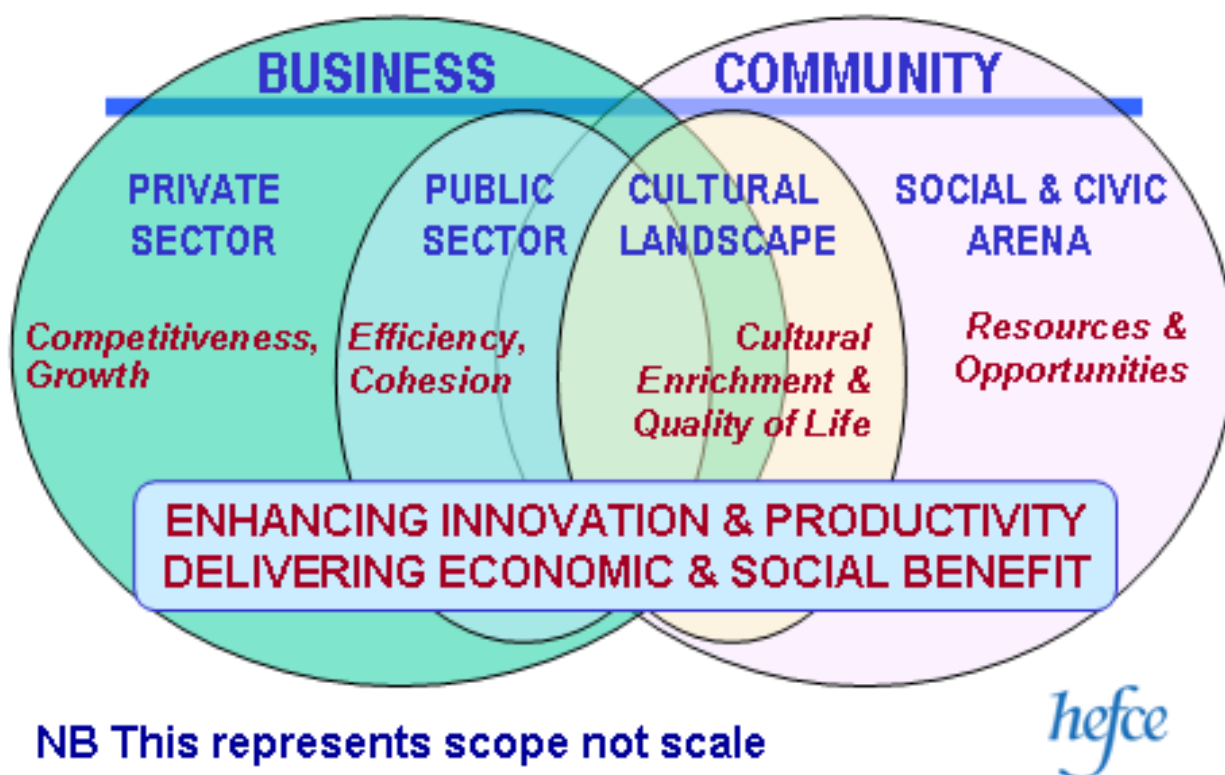 BUSINESS
COMMUNITY
PRIVATE
SECTOR
PUBLIC
SECTOR
CULTURAL
LANDSCAPE
SOCIAL & CIVIC
ARENA
Competitiveness,
Growth
Efficiency,
Cohesion
Cultural
Enrichment &
Quality of Life
Resources &
Opportunities
ENHANCING INNOVATION & PRODUCTIVITY
DELIVERING ECONOMIC & SOCIAL BENEFIT
NB This represents scope not scale
hefce